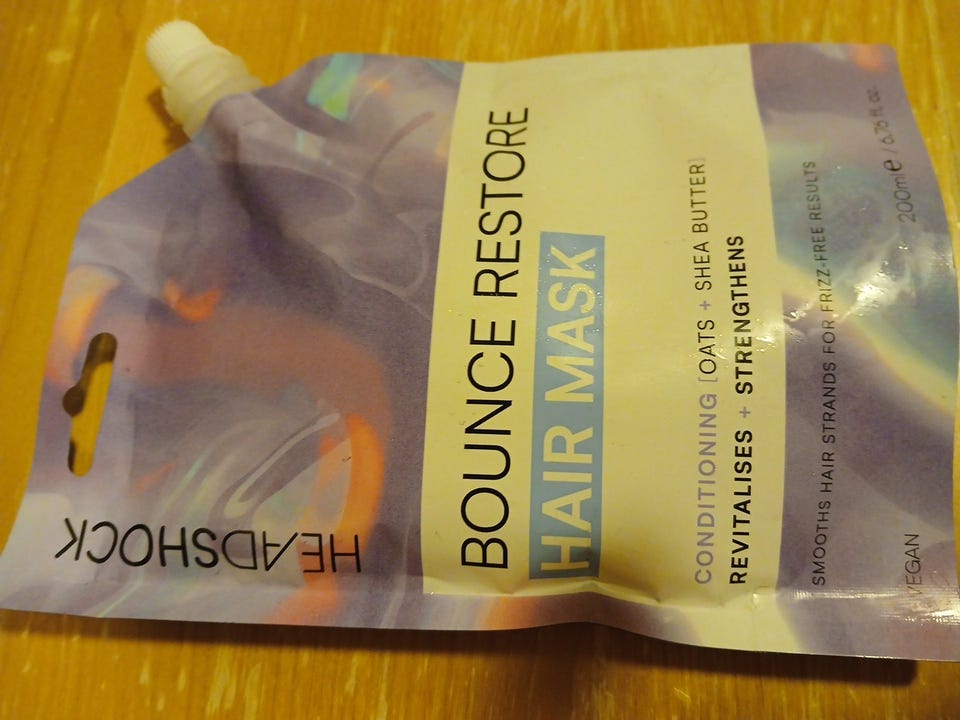 HEADSHOCK
BOUNCE RESTORE
HAIR MASK
CONDITIONING [OATS + SHEA BUTTER]
REVITALISES + STRENGTHENS
SMOOTHS HAIR STRANDS FOR FRIZZ-FREE RESULTS
VEGAN 200ml℮ / 6.76 fl. oz.